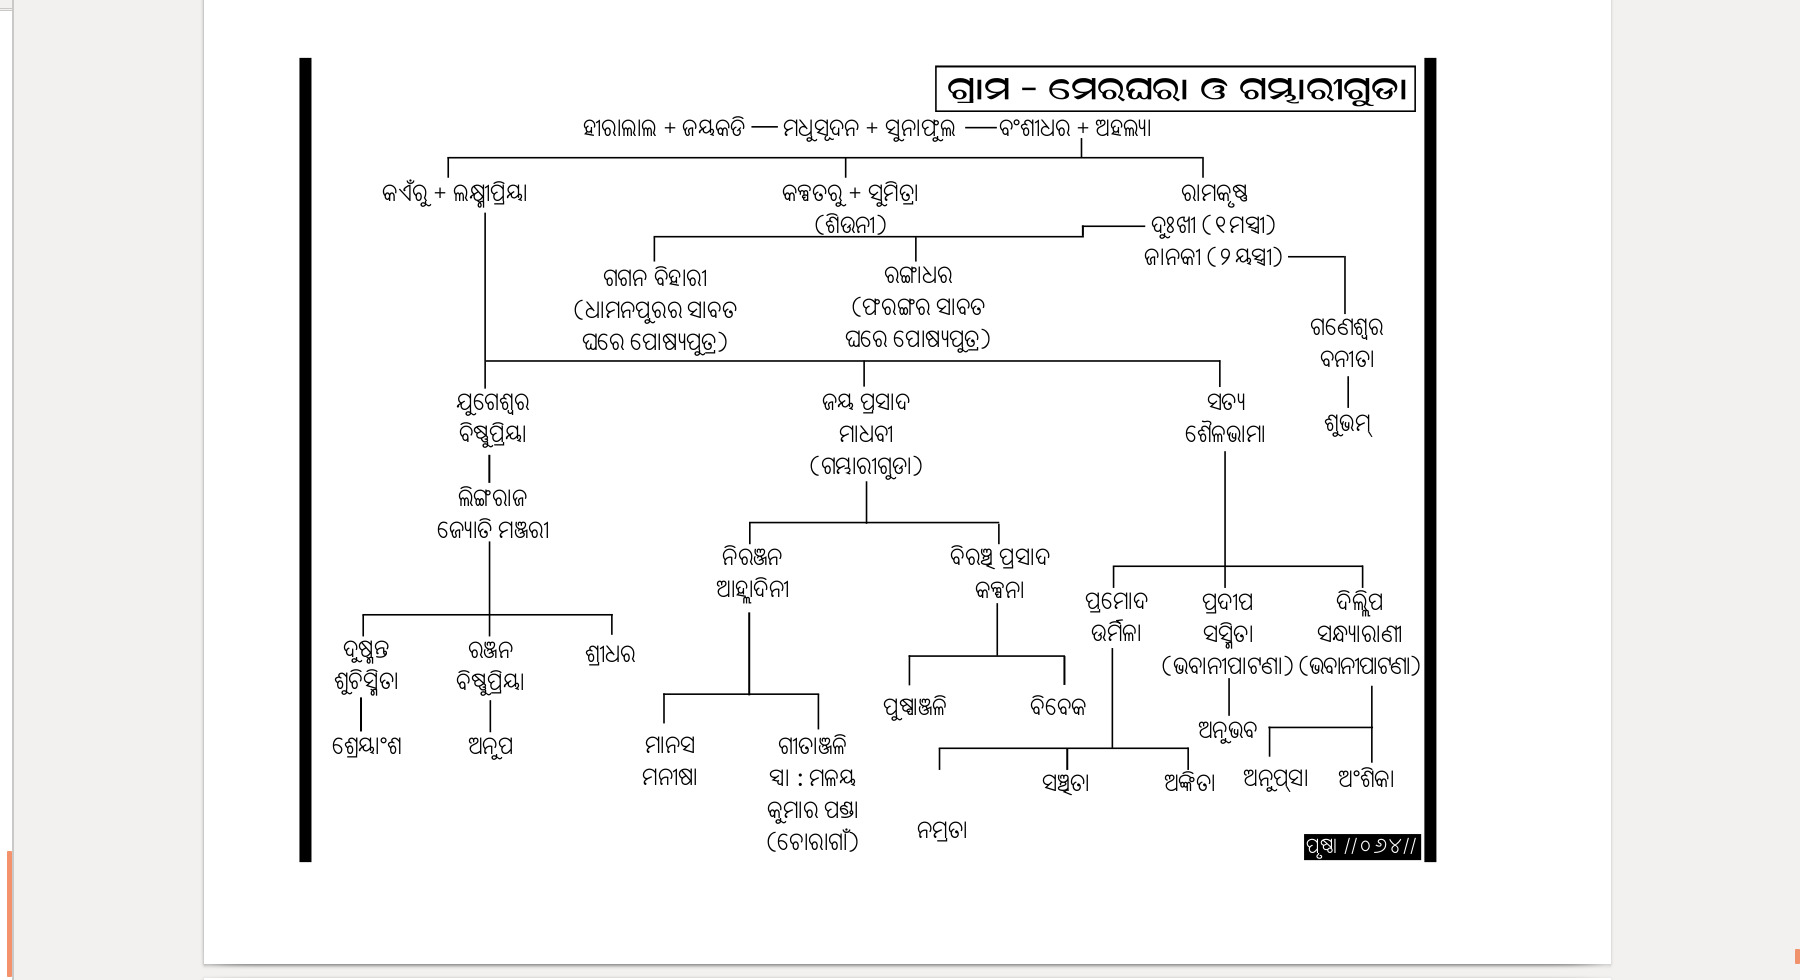 ଗ୍ରାମ - ମେରଘରା ଓ ଗମ୍ଭାରୀଗୁଡା
ହୀରାଲାଲ + ଜୟକଡି — ମଧୁସୂଦନ + ସୁନାଫୁଲ — ବଂଶୀଧର + ଅହଲ୍ୟା
କଏଁରୁ + ଲକ୍ଷ୍ମୀପ୍ରିୟା
କଳ୍ପତରୁ + ସୁମିତ୍ରା
ରାମକୃଷ୍ଣ
(ଶିଉନୀ)
ଦୁଃଖୀ (୧ମସ୍ତ୍ରୀ)
ଜାନକୀ (୨ୟସ୍ତ୍ରୀ)
ଗଗନ ବିହାରୀ
ରଙ୍ଗାଧର
(ଧାମନପୁରର ସାବତ
(ଫରଙ୍ଗର ସାବତ
ଘରେ ପୋଷ୍ୟପୁତ୍ର)
ଘରେ ପୋଷ୍ୟପୁତ୍ର)
ଗଣେଶ୍ୱର
ବନୀତା
ଶୁଭମ୍
ଯୁଗେଶ୍ୱର
ଜୟ ପ୍ରସାଦ
ସତ୍ୟ
ବିଷ୍ଣୁପ୍ରିୟା
ମାଧବୀ
ଶୈଳଭାମା
(ଗମ୍ଭାରୀଗୁଡା)
ଲିଙ୍ଗରାଜ
ଜ୍ୟୋତି ମଞ୍ଜରୀ
ନିରଞ୍ଜନ
ବିରଞ୍ଚି ପ୍ରସାଦ
ଆହ୍ଲାଦିନୀ
କଳ୍ପନା
ପ୍ରମୋଦ
ପ୍ରଦୀପ
ଦିଲ୍ଲିପ
ଉର୍ମିଳା
ସସ୍ମିତା
ସନ୍ଧ୍ୟାରାଣୀ
(ଭବାନୀପାଟଣା)
(ଭବାନୀପାଟଣା)
ଦୁଷ୍ମନ୍ତ
ରଞ୍ଜନ
ଶ୍ରୀଧର
ଶୁଚିସ୍ମିତା
ବିଷ୍ଣୁପ୍ରିୟା
ପୁଷ୍ପାଞ୍ଜଳି
ବିବେକ
ଅନୁଭବ
ଶ୍ରେୟାଂଶ
ଅନୁପ
ମାନସ
ଗୀତାଞ୍ଜଳି
ମନୀଷା
ସ୍ୱା : ମଳୟ
ସଞ୍ଚିତା
ଅଙ୍କିତା
ଅନୁପ୍ସା
ଅଂଶିକା
କୁମାର ପଣ୍ଡା
ନମ୍ରତା
(ଚୋରାଗାଁ)
ପୃଷ୍ଠା //୦୬୪//